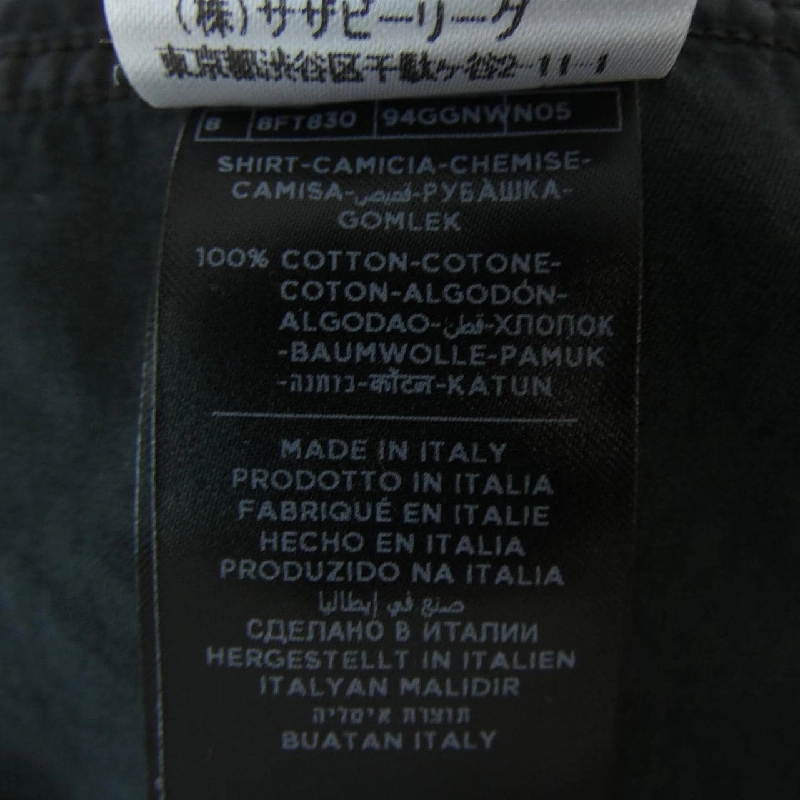 (株)サザビーリーグ
東京都渋谷区千駄ヶ谷2-11-1
8 8FT830 94GGNW N05
SHIRT-CAMICIA-CHEMISE-
CAMISA-قميص-РУБАШКА-
GOMLEK
100% COTTON-COTONE-
COTON-ALGODÓN-
ALGODAO-قطن-ХЛОПОК
-BAUMWOLLE-PAMUK
-כותנה-कॉटन-KATUN
MADE IN ITALY
PRODOTTO IN ITALIA
FABRIQUÉ EN ITALIE
HECHO EN ITALIA
PRODUZIDO NA ITALIA
صنع في إيطاليا
СДЕЛАНО В ИТАЛИИ
HERGESTELLT IN ITALIEN
ITALYAN MALIDIR
תוצרת איטליה
BUATAN ITALY